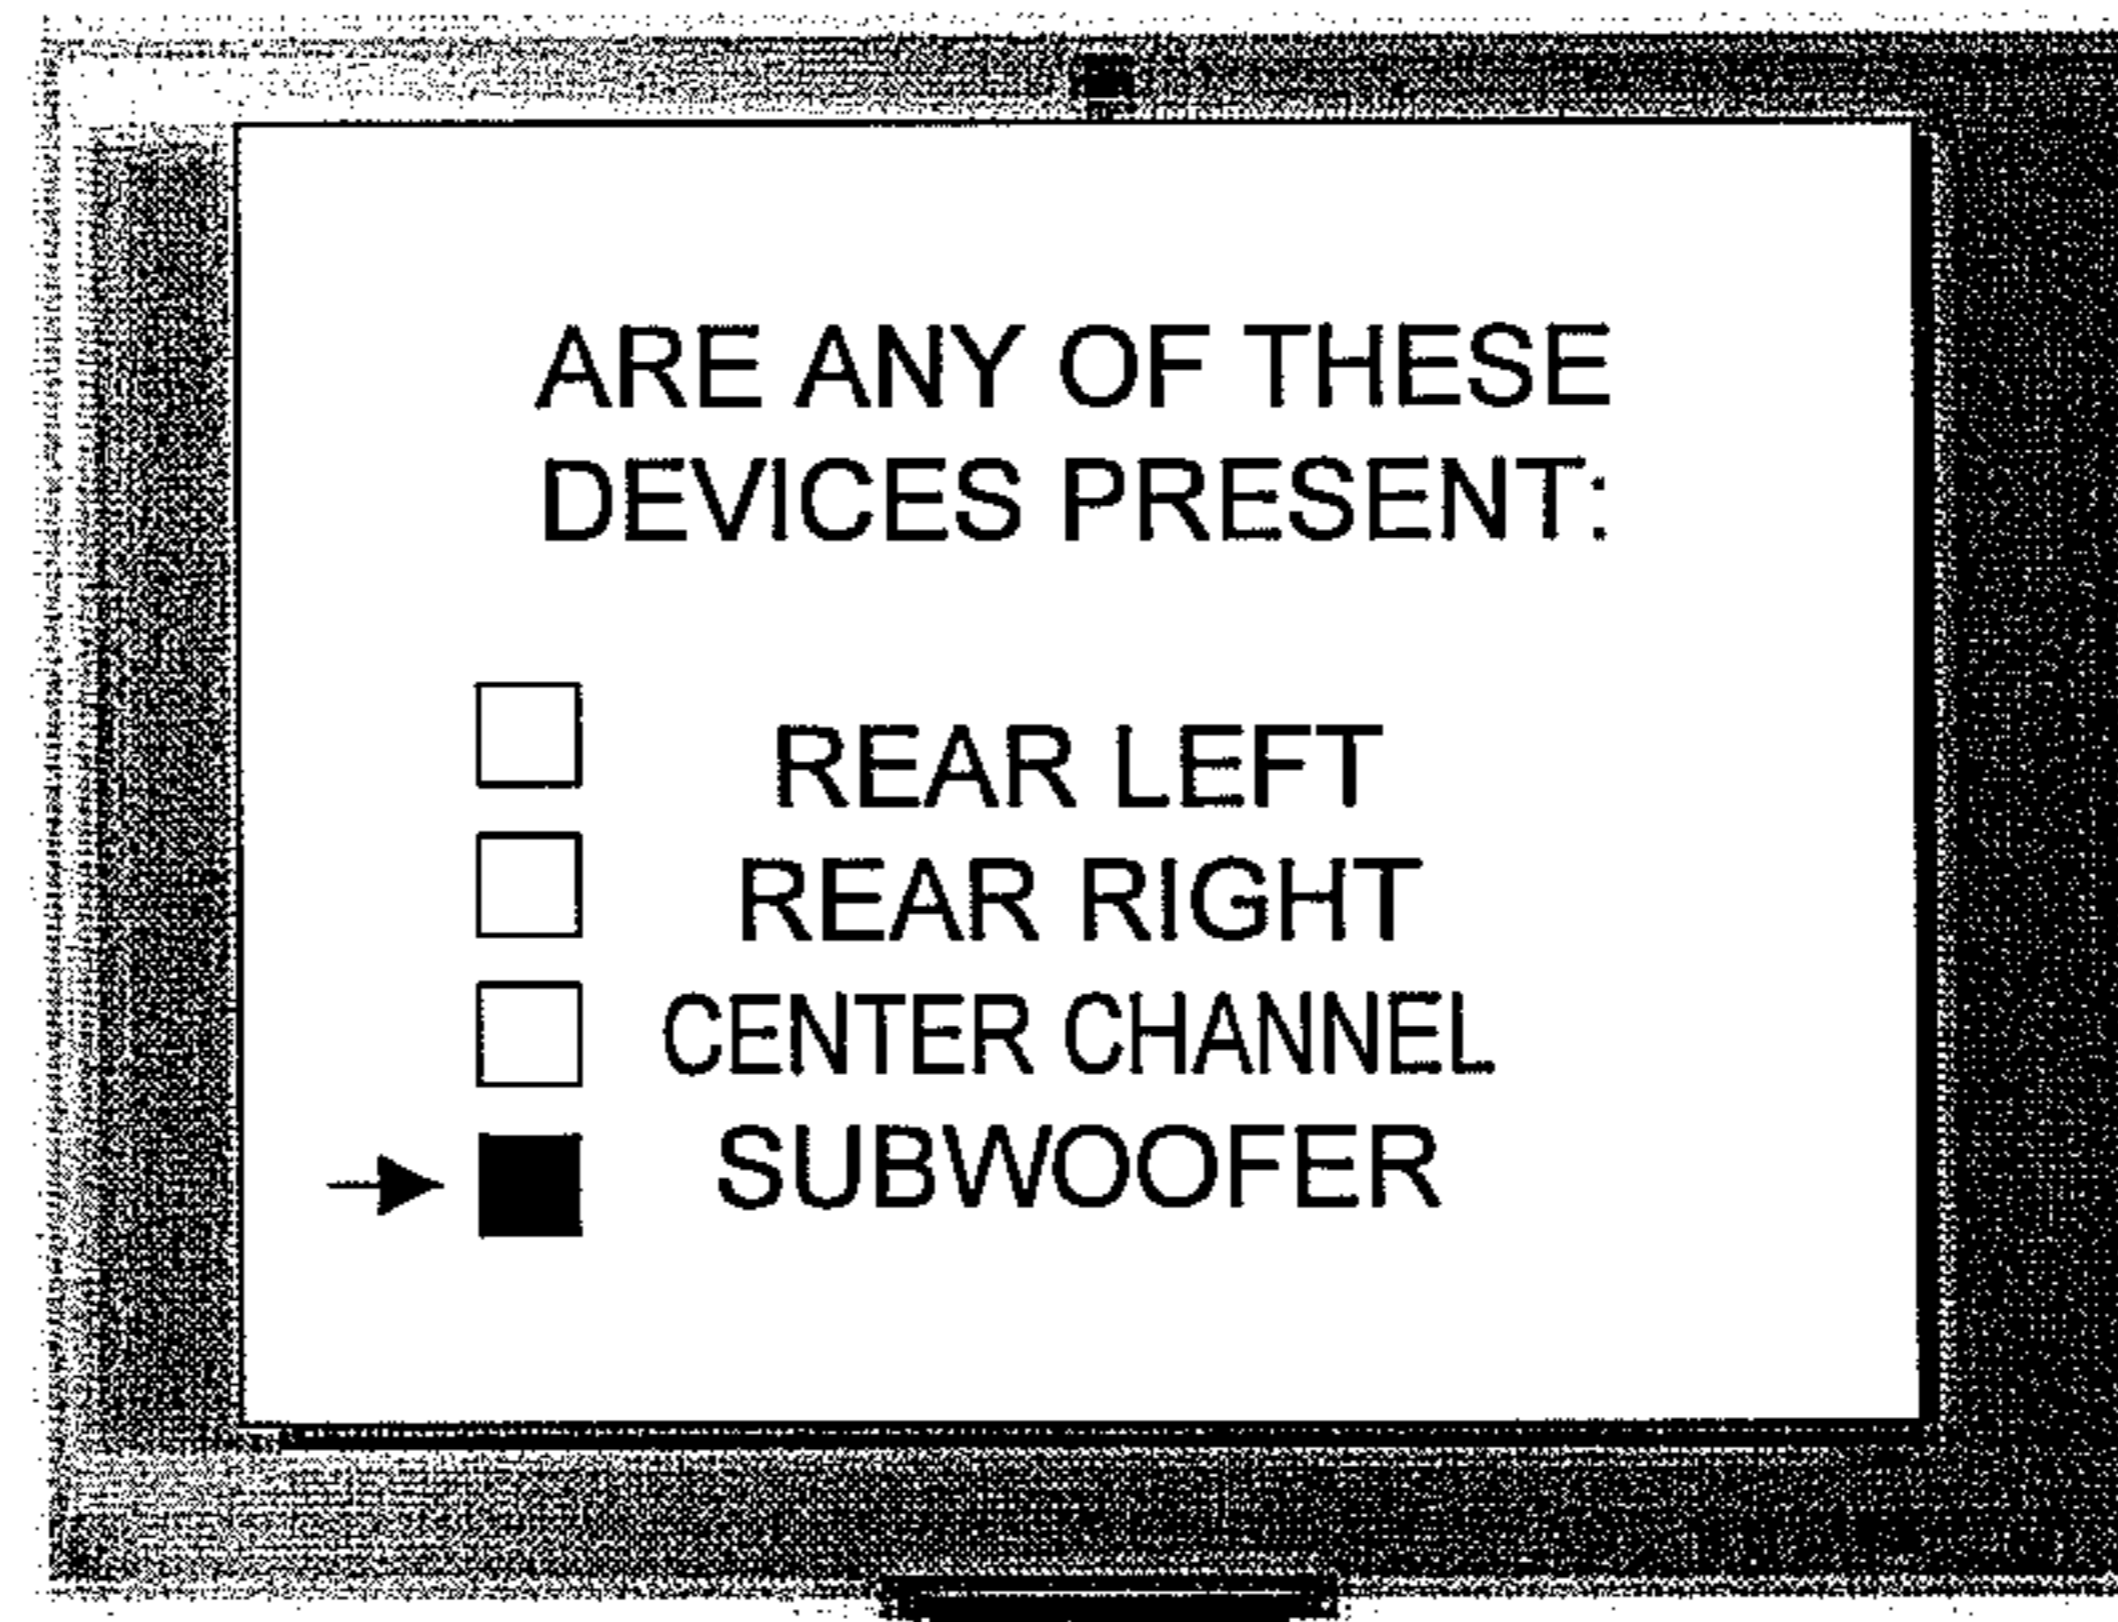 ARE ANY OF THESE
DEVICES PRESENT:
REAR LEFT
REAR RIGHT
CENTER CHANNEL
SUBWOOFER